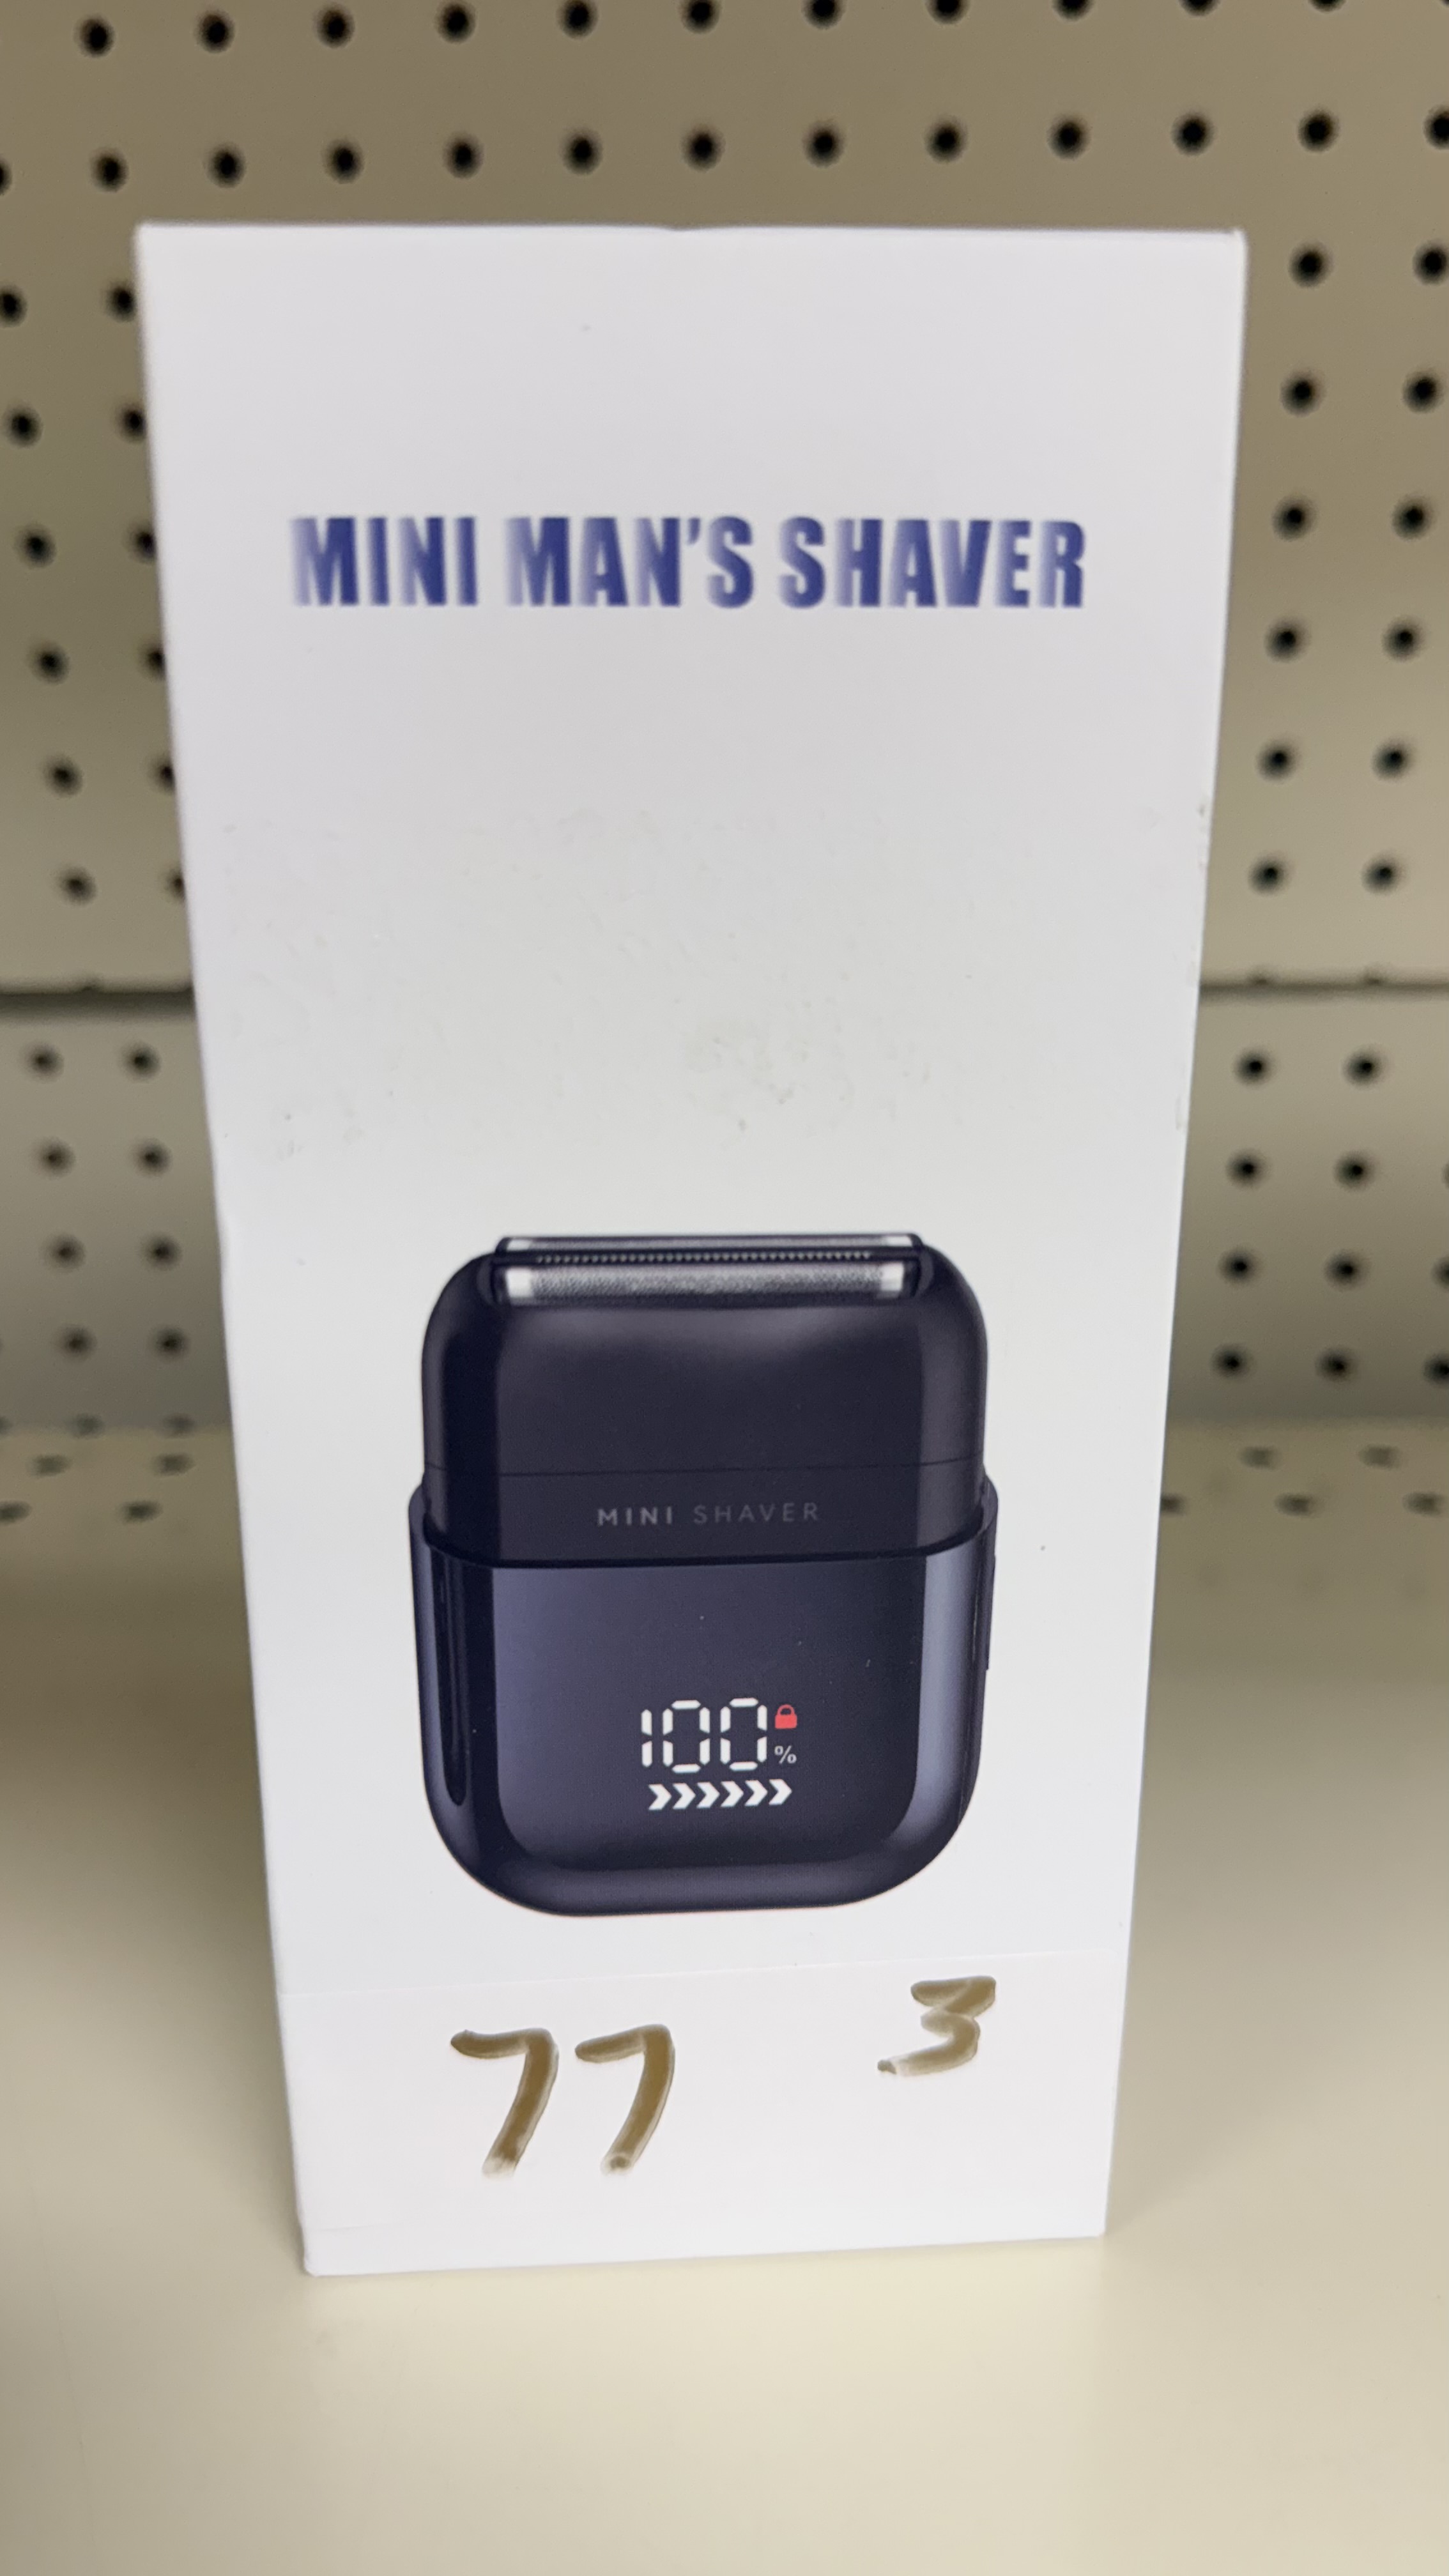 MINI MAN'S SHAVER
MINI SHAVER
100%
77 3